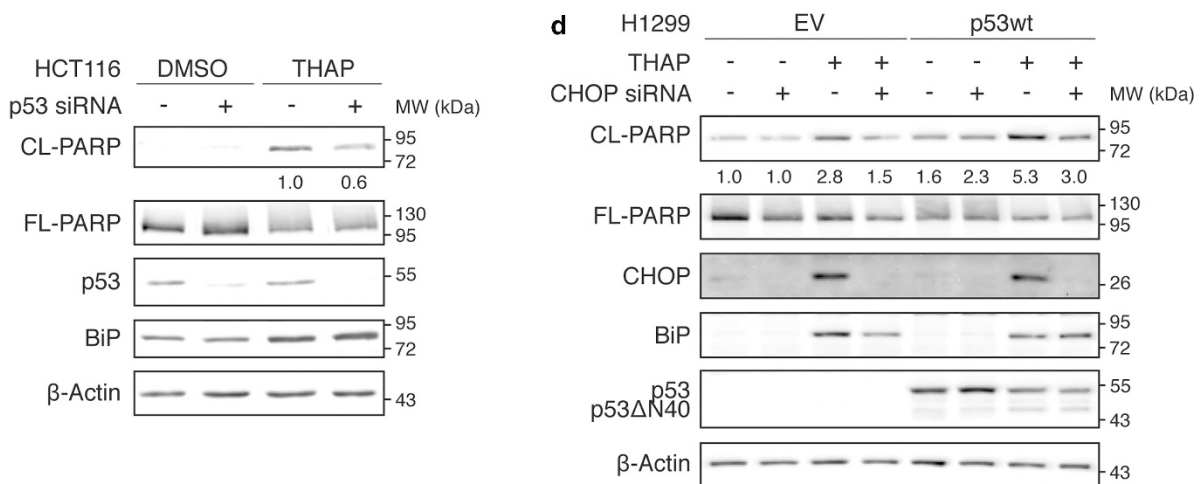 HCT116 DMSO THAP
p53 siRNA - + - + MW (kDa)
CL-PARP 95
72
1.0 0.6
FL-PARP 130
95
p53 55
BiP 95
72
β-Actin 43
d H1299 EV p53wt
THAP - - + + - - + +
CHOP siRNA - + - + - + - + MW (kDa)
CL-PARP 95
72
1.0 1.0 2.8 1.5 1.6 2.3 5.3 3.0
FL-PARP 130
95
CHOP 26
BiP 95
72
p53 55
p53ΔN40 43
β-Actin 43